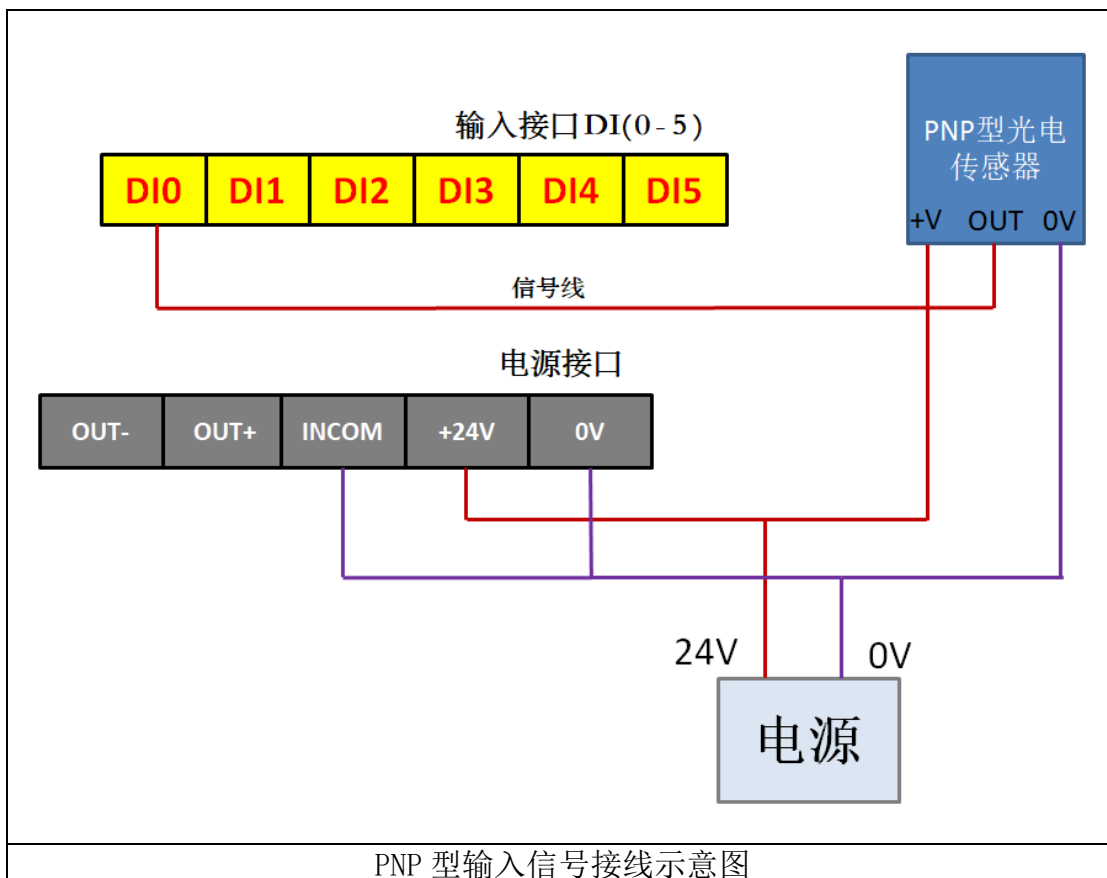 输入接口DI(0-5)
DI0 DI1 DI2 DI3 DI4 DI5
PNP型光电
传感器
+V OUT 0V
信号线
电源接口
OUT- OUT+ INCOM +24V 0V
24V 0V
电源
PNP 型输入信号接线示意图